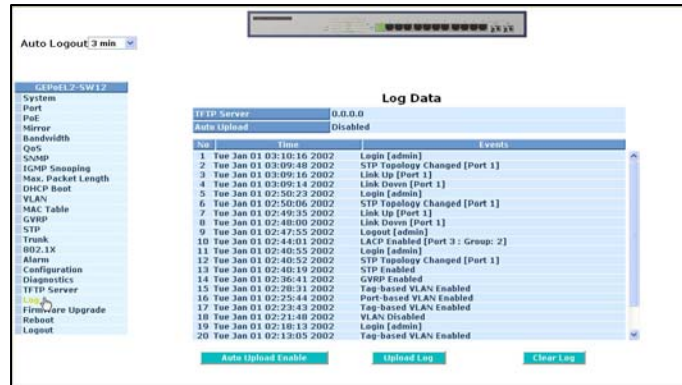 Auto Logout 3 min
GEPoEL2-SW12
System
Port
PoE
Mirror
Bandwidth
QoS
SNMP
IGMP Snooping
Max. Packet Length
DHCP Boot
VLAN
MAC Table
GVRP
STP
Trunk
802.1X
Alarm
Configuration
Diagnostics
TFTP Server
Log
Firmware Upgrade
Reboot
Logout
Log Data
TFTP Server 0.0.0.0
Auto Upload Disabled
No Time Events
1 Tue Jan 01 03:10:16 2002 Login [admin]
2 Tue Jan 01 03:09:48 2002 STP Topology Changed [Port 1]
3 Tue Jan 01 03:09:16 2002 Link Up [Port 1]
4 Tue Jan 01 03:09:14 2002 Link Down [Port 1]
5 Tue Jan 01 02:50:23 2002 Login [admin]
6 Tue Jan 01 02:50:06 2002 STP Topology Changed [Port 1]
7 Tue Jan 01 02:49:35 2002 Link Up [Port 1]
8 Tue Jan 01 02:48:00 2002 Link Down [Port 1]
9 Tue Jan 01 02:47:55 2002 Logout [admin]
10 Tue Jan 01 02:44:01 2002 LACP Enabled [Port 3 : Group: 2]
11 Tue Jan 01 02:40:55 2002 Login [admin]
12 Tue Jan 01 02:40:52 2002 STP Topology Changed [Port 1]
13 Tue Jan 01 02:40:19 2002 STP Enabled
14 Tue Jan 01 02:36:41 2002 GVRP Enabled
15 Tue Jan 01 02:28:31 2002 Tag-based VLAN Enabled
16 Tue Jan 01 02:25:44 2002 Port-based VLAN Enabled
17 Tue Jan 01 02:23:43 2002 Tag-based VLAN Enabled
18 Tue Jan 01 02:21:48 2002 VLAN Disabled
19 Tue Jan 01 02:18:13 2002 Login [admin]
20 Tue Jan 01 02:13:05 2002 Tag-based VLAN Enabled
Auto Upload Enable Upload Log Clear Log